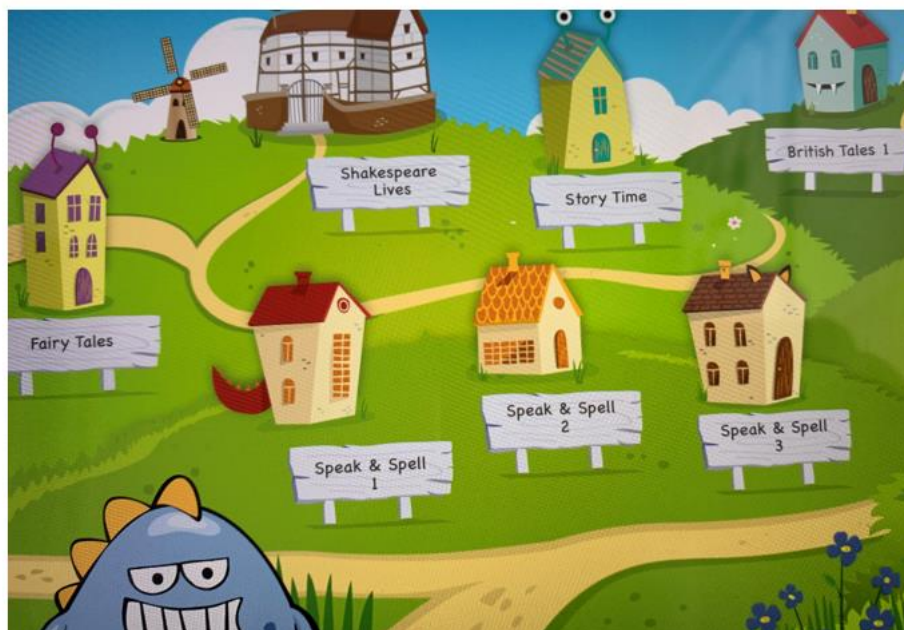 Shakespeare
Lives
Story Time
British Tales 1
Fairy Tales
Speak & Spell
1
Speak & Spell
2
Speak & Spell
3